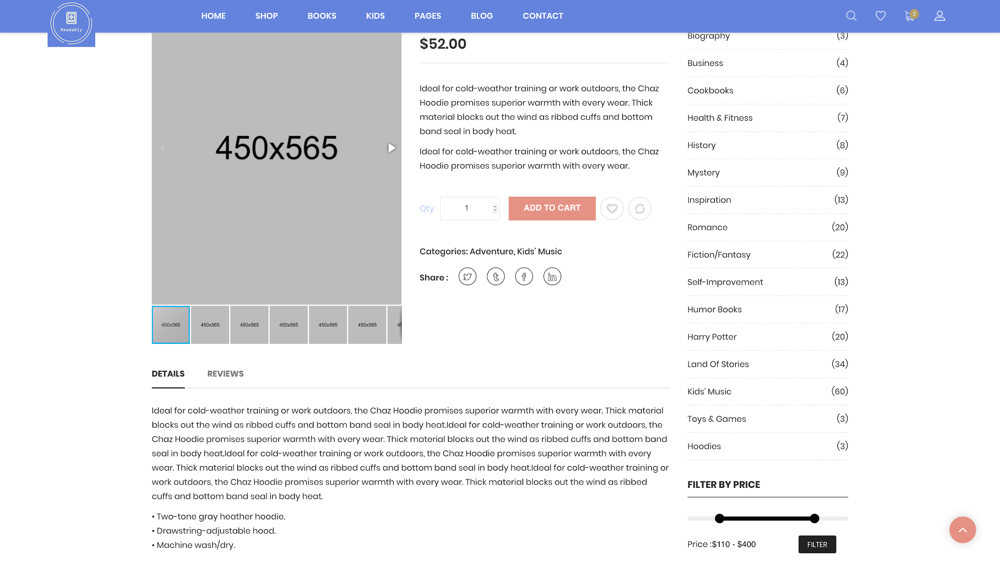 HOME SHOP BOOKS KIDS PAGES BLOG CONTACT
3
Readably
$52.00
Ideal for cold-weather training or work outdoors, the Chaz
Hoodie promises superior warmth with every wear. Thick
material blocks out the wind as ribbed cuffs and bottom
band seal in body heat.
Ideal for cold-weather training or work outdoors, the Chaz
Hoodie promises superior warmth with every wear.
450x565
Qty 1 ADD TO CART
Categories: Adventure, Kids' Music
Share :
450x565 450x565 450x565 450x565 450x565 450x565 45
DETAILS REVIEWS
Ideal for cold-weather training or work outdoors, the Chaz Hoodie promises superior warmth with every wear. Thick material
blocks out the wind as ribbed cuffs and bottom band seal in body heat.Ideal for cold-weather training or work outdoors, the
Chaz Hoodie promises superior warmth with every wear. Thick material blocks out the wind as ribbed cuffs and bottom band
seal in body heat.Ideal for cold-weather training or work outdoors, the Chaz Hoodie promises superior warmth with every
wear. Thick material blocks out the wind as ribbed cuffs and bottom band seal in body heat.Ideal for cold-weather training or
work outdoors, the Chaz Hoodie promises superior warmth with every wear. Thick material blocks out the wind as ribbed
cuffs and bottom band seal in body heat.
• Two-tone gray heather hoodie.
• Drawstring-adjustable hood.
• Machine wash/dry.
Biography (3)
Business (4)
Cookbooks (6)
Health & Fitness (7)
History (8)
Mystery (9)
Inspiration (13)
Romance (20)
Fiction/Fantasy (22)
Self-Improvement (13)
Humor Books (17)
Harry Potter (20)
Land Of Stories (34)
Kids' Music (60)
Toys & Games (3)
Hoodies (3)
FILTER BY PRICE
Price :$110 - $400 FILTER